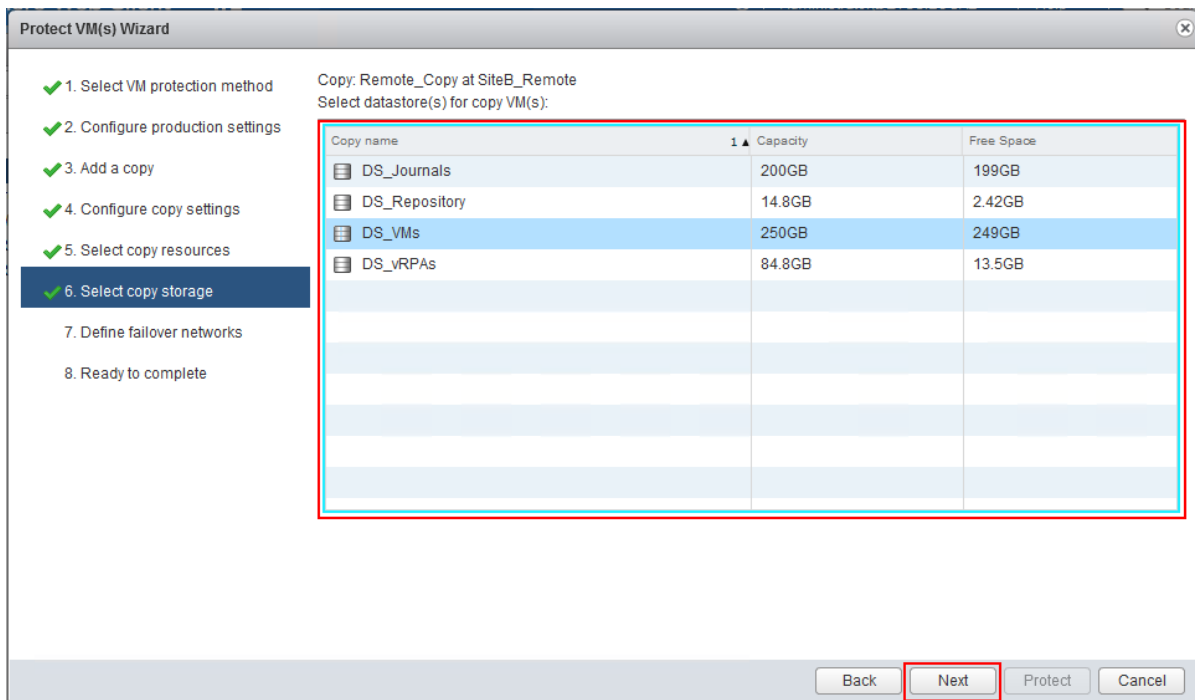 Protect VM(s) Wizard
1. Select VM protection method
2. Configure production settings
3. Add a copy
4. Configure copy settings
5. Select copy resources
6. Select copy storage
7. Define failover networks
8. Ready to complete
Copy: Remote_Copy at SiteB_Remote
Select datastore(s) for copy VM(s):
Copy name 1 ▲ Capacity Free Space
DS_Journals 200GB 199GB
DS_Repository 14.8GB 2.42GB
DS_VMs 250GB 249GB
DS_vRPAs 84.8GB 13.5GB
Back Next Protect Cancel